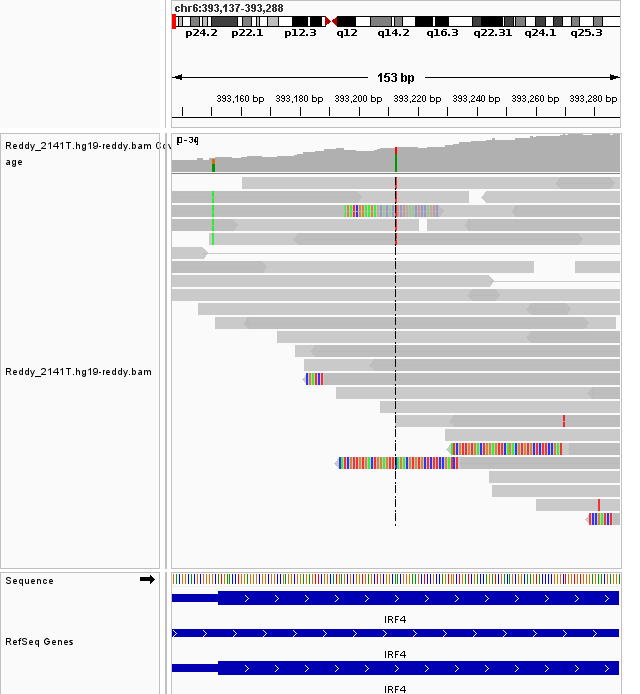 chr6:393,137-393,288
p24.2 p22.1 p12.3 q12 q14.2 q16.3 q22.31 q24.1 q25.3
153 bp
393,160 bp 393,180 bp 393,200 bp 393,220 bp 393,240 bp 393,260 bp 393,280 bp
Reddy_2141T.hg19-reddy.bam Cov
age
Reddy_2141T.hg19-reddy.bam
Sequence
IRF4
RefSeq Genes
IRF4
IRF4